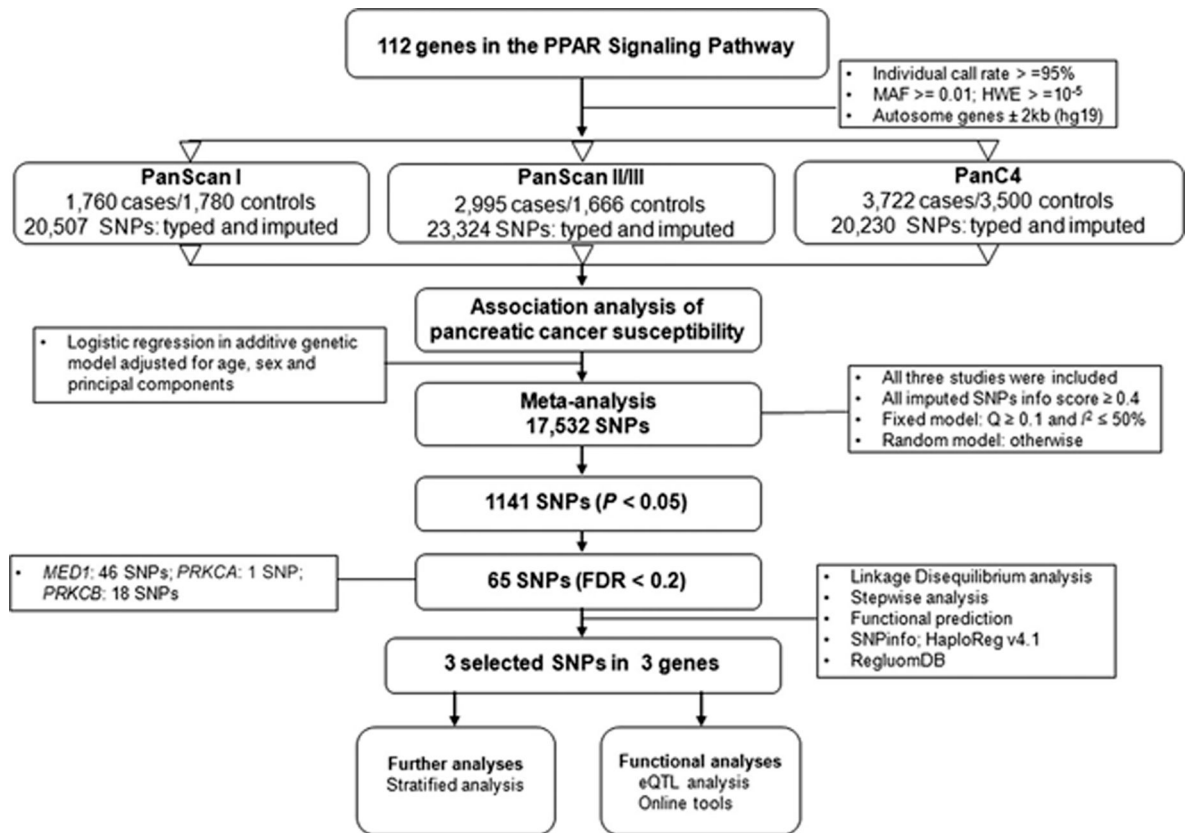 112 genes in the PPAR Signaling Pathway
• Individual call rate > =95%
• MAF >= 0.01; HWE > =10⁻⁵
• Autosome genes ± 2kb (hg19)
PanScan I
1,760 cases/1,780 controls
20,507 SNPs: typed and imputed
PanScan II/III
2,995 cases/1,666 controls
23,324 SNPs: typed and imputed
PanC4
3,722 cases/3,500 controls
20,230 SNPs: typed and imputed
Association analysis of
pancreatic cancer susceptibility
• Logistic regression in additive genetic
model adjusted for age, sex and
principal components
Meta-analysis
17,532 SNPs
• All three studies were included
• All imputed SNPs info score ≥ 0.4
• Fixed model: Q ≥ 0.1 and I² ≤ 50%
• Random model: otherwise
1141 SNPs (P < 0.05)
• MED1: 46 SNPs; PRKCA: 1 SNP;
PRKCB: 18 SNPs
65 SNPs (FDR < 0.2)
• Linkage Disequilibrium analysis
• Stepwise analysis
• Functional prediction
• SNPinfo; HaploReg v4.1
• RegluomDB
3 selected SNPs in 3 genes
Further analyses
Stratified analysis
Functional analyses
eQTL analysis
Online tools